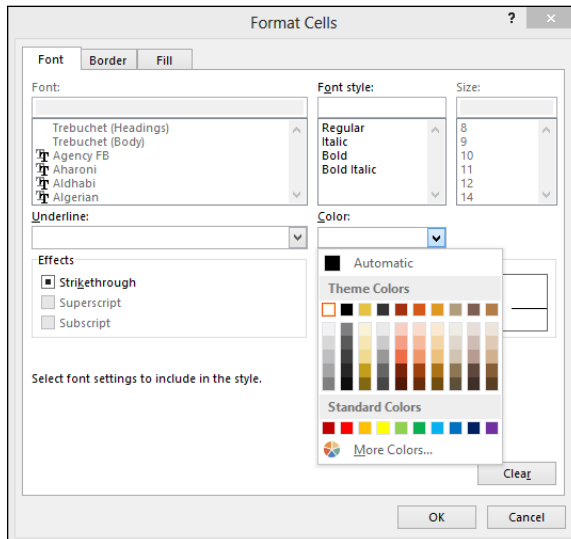 Format Cells ?
Font Border Fill
Font: Font style: Size:
Trebuchet (Headings) Regular 8
Trebuchet (Body) Italic 9
Agency FB Bold 10
Aharoni Bold Italic 11
Aldhabi 12
Algerian 14
Underline: Color:
Automatic
Effects
Strikethrough
Theme Colors
Superscript
Subscript
Select font settings to include in the style.
Standard Colors
More Colors...
Clear
OK Cancel